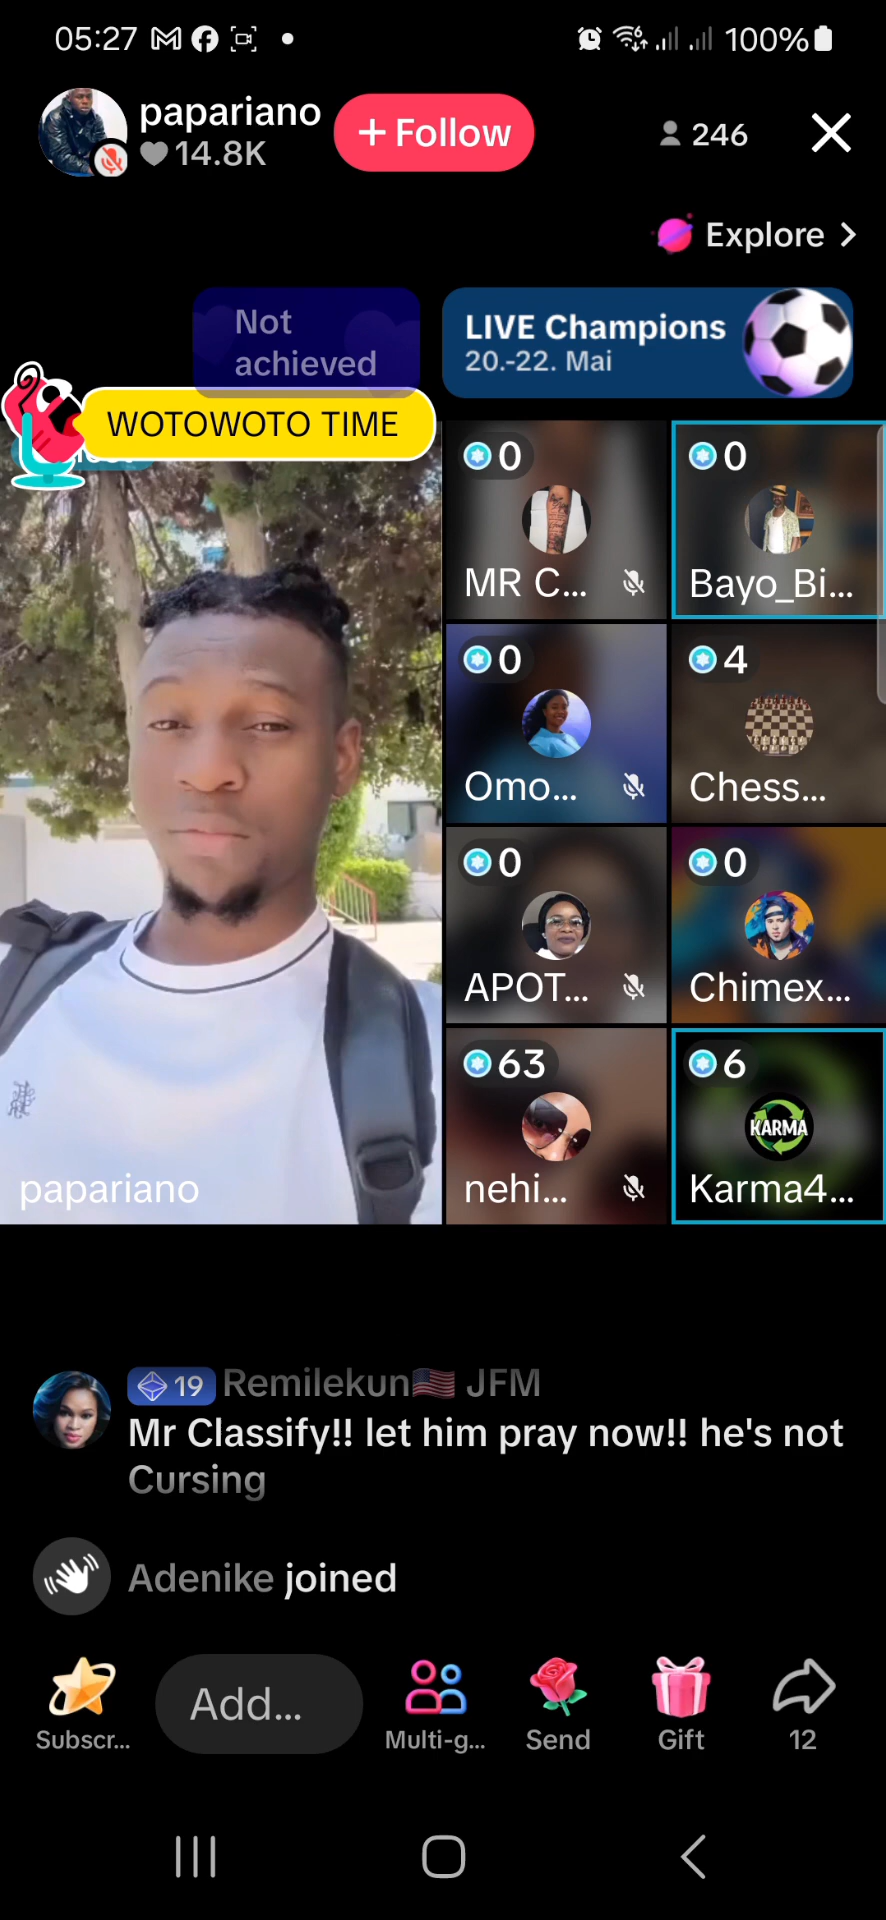 05:27
100%
papariano
14.8K
+ Follow
246
Explore
Not
achieved
LIVE Champions
20.-22. Mai
WOTOWOTO TIME
0
MR C...
0
Bayo_Bi...
0
Omo...
4
Chess...
0
APOT...
0
Chimex...
63
nehi...
6
KARMA
Karma4...
papariano
19 Remilekun🇺🇸 JFM
Mr Classify!! let him pray now!! he's not
Cursing
Adenike joined
Subscr...
Add...
Multi-g...
Send
Gift
12